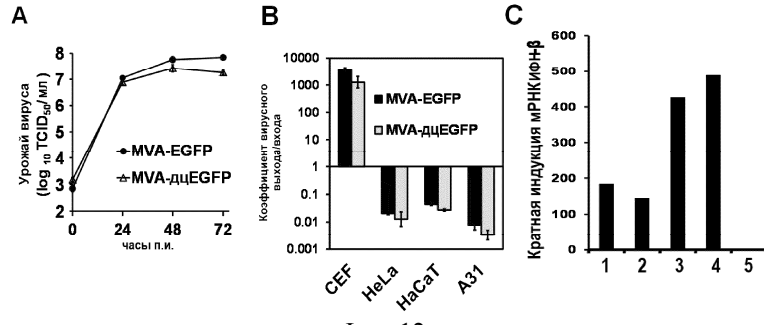 A
Урожай вируса
(log 10 TCID50/ мл )
8
7
6
5
4
3
2
0 24 48 72
часы п.и.
MVA-EGFP
MVA-дцEGFP
B
Коэффициент вирусного
выхода/входа
10000
1000
100
10
1
0.1
0.01
0.001
MVA-EGFP
MVA-дцEGFP
CEF HeLa HaCaT A31
C
Кратная индукция мРНКИФН-β
600
500
400
300
200
100
0
1 2 3 4 5